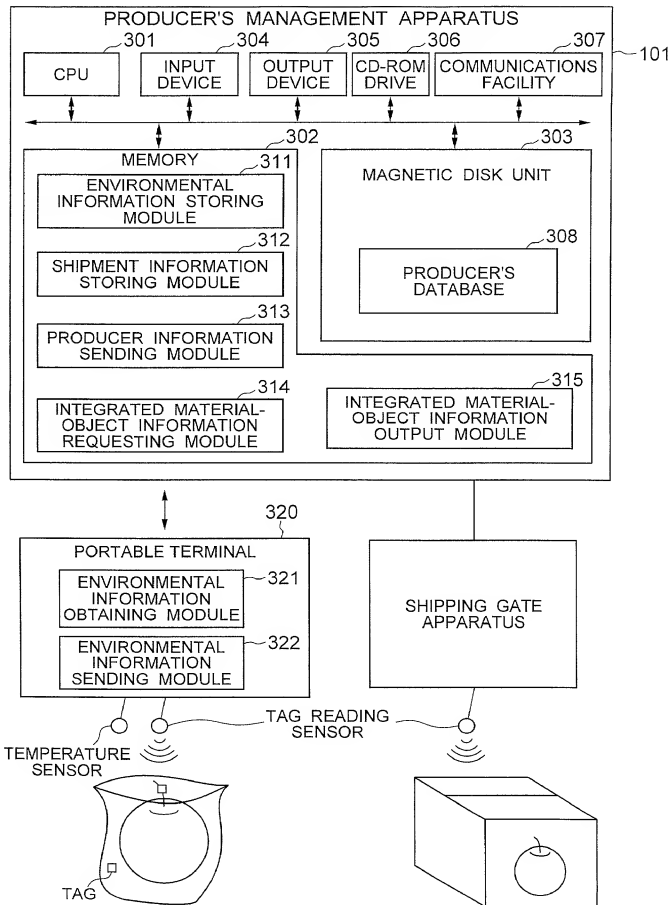 PRODUCER'S MANAGEMENT APPARATUS
101
301
304
305
306
307
CPU
INPUT
DEVICE
OUTPUT
DEVICE
CD-ROM
DRIVE
COMMUNICATIONS
FACILITY
302
303
MEMORY
311
ENVIRONMENTAL
INFORMATION STORING
MODULE
312
SHIPMENT INFORMATION
STORING MODULE
313
PRODUCER INFORMATION
SENDING MODULE
314
INTEGRATED MATERIAL-
OBJECT INFORMATION
REQUESTING MODULE
MAGNETIC DISK UNIT
308
PRODUCER'S
DATABASE
315
INTEGRATED MATERIAL-
OBJECT INFORMATION
OUTPUT MODULE
320
PORTABLE TERMINAL
321
ENVIRONMENTAL
INFORMATION
OBTAINING MODULE
322
ENVIRONMENTAL
INFORMATION
SENDING MODULE
SHIPPING GATE
APPARATUS
TEMPERATURE
SENSOR
TAG READING
SENSOR
TAG